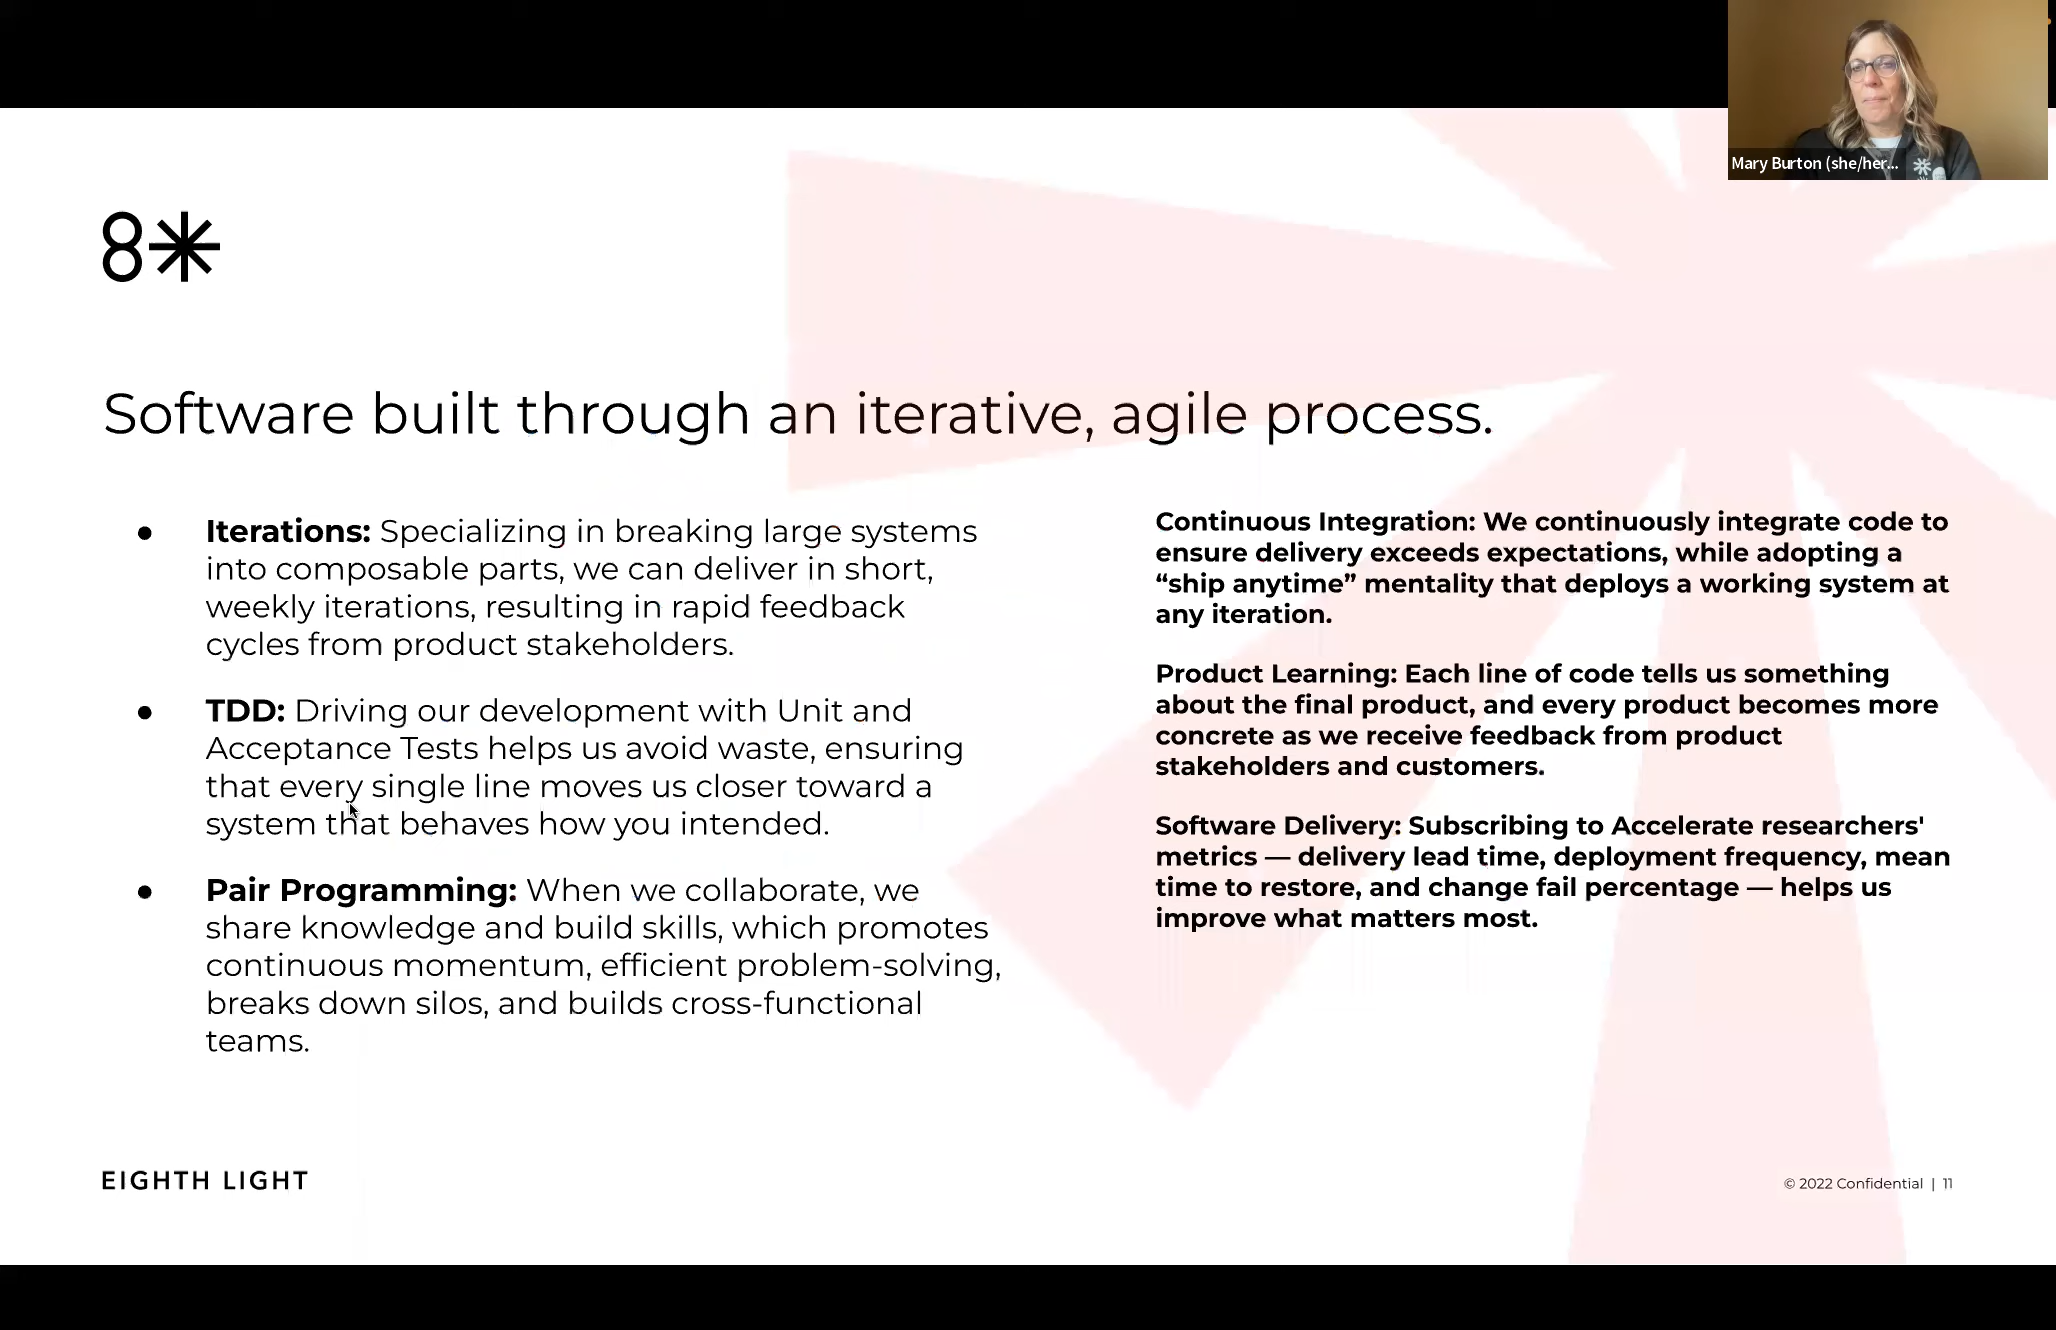 Mary Burton (she/her...
8
Software built through an iterative, agile process.
● Iterations: Specializing in breaking large systems
into composable parts, we can deliver in short,
weekly iterations, resulting in rapid feedback
cycles from product stakeholders.
● TDD: Driving our development with Unit and
Acceptance Tests helps us avoid waste, ensuring
that every single line moves us closer toward a
system that behaves how you intended.
● Pair Programming: When we collaborate, we
share knowledge and build skills, which promotes
continuous momentum, efficient problem-solving,
breaks down silos, and builds cross-functional
teams.
Continuous Integration: We continuously integrate code to
ensure delivery exceeds expectations, while adopting a
“ship anytime” mentality that deploys a working system at
any iteration.
Product Learning: Each line of code tells us something
about the final product, and every product becomes more
concrete as we receive feedback from product
stakeholders and customers.
Software Delivery: Subscribing to Accelerate researchers'
metrics — delivery lead time, deployment frequency, mean
time to restore, and change fail percentage — helps us
improve what matters most.
EIGHTH LIGHT
© 2022 Confidential | 11